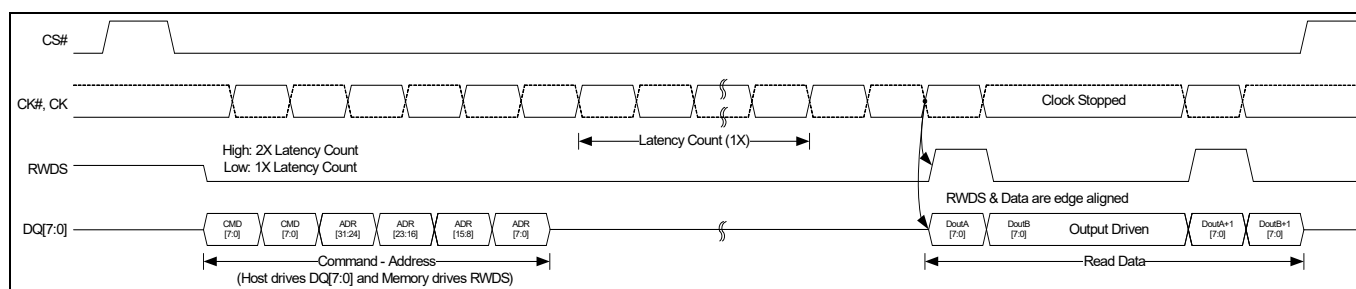 CS#
CK#, CK
Clock Stopped
Latency Count (1X)
High: 2X Latency Count
Low: 1X Latency Count
RWDS
RWDS & Data are edge aligned
DQ[7:0]
CMD [7:0]
CMD [7:0]
ADR [31:24]
ADR [23:16]
ADR [15:8]
ADR [7:0]
DoutA [7:0]
DoutB [7:0]
Output Driven
DoutA+1 [7:0]
DoutB+1 [7:0]
Command - Address
Read Data
(Host drives DQ[7:0] and Memory drives RWDS)